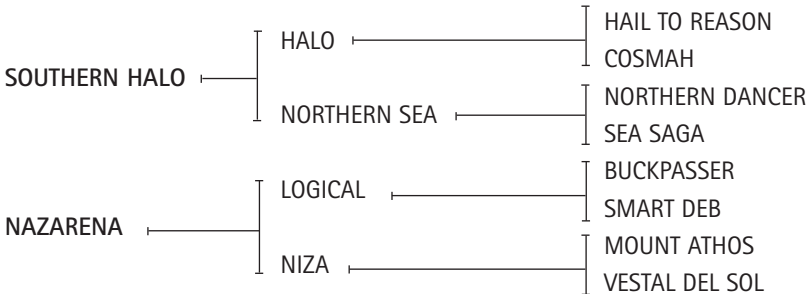 HAIL TO REASON
HALO
COSMAH
SOUTHERN HALO
NORTHERN DANCER
NORTHERN SEA
SEA SAGA
BUCKPASSER
LOGICAL
SMART DEB
NAZARENA
MOUNT ATHOS
NIZA
VESTAL DEL SOL